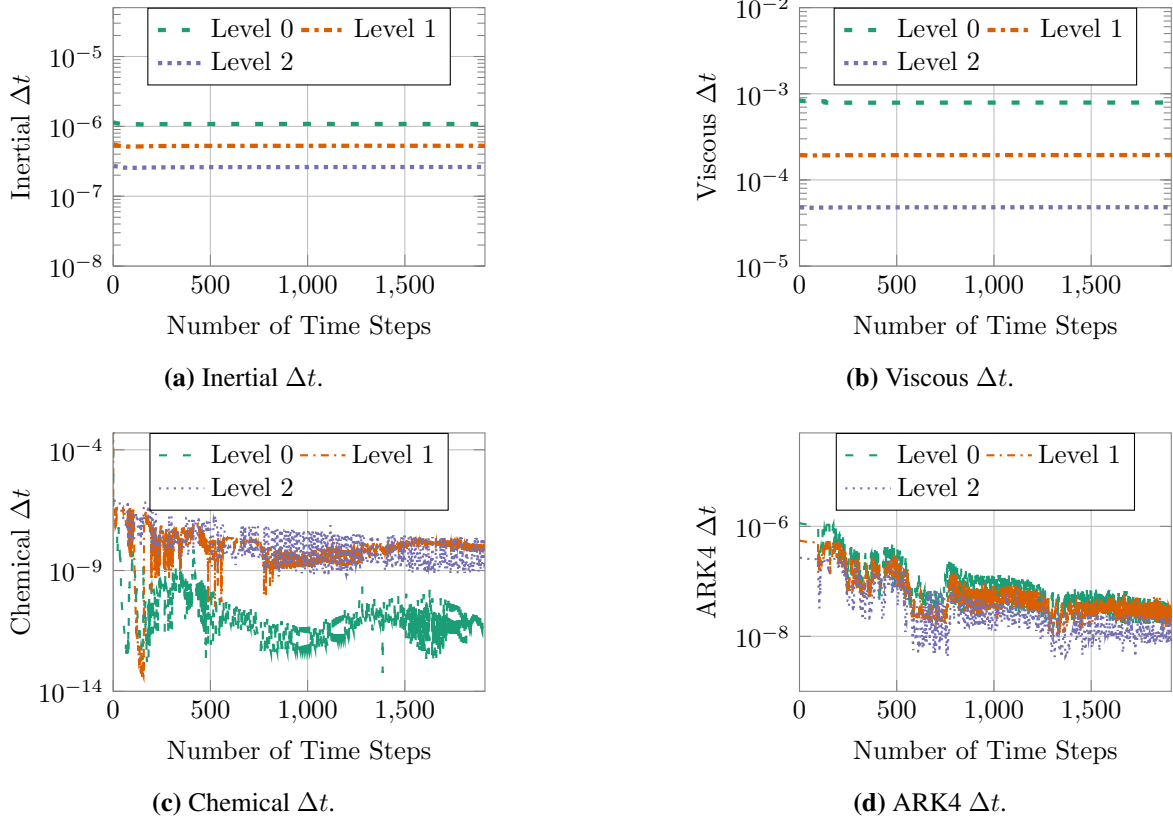 10^{-5}
10^{-6}
10^{-7}
10^{-8}
Inertial Δt
Level 0 Level 1
Level 2
0 500 1,000 1,500
Number of Time Steps
(a) Inertial Δt.
10^{-2}
10^{-3}
10^{-4}
10^{-5}
Viscous Δt
Level 0 Level 1
Level 2
0 500 1,000 1,500
Number of Time Steps
(b) Viscous Δt.
10^{-4}
10^{-9}
10^{-14}
Chemical Δt
Level 0 Level 1
Level 2
0 500 1,000 1,500
Number of Time Steps
(c) Chemical Δt.
10^{-6}
10^{-8}
ARK4 Δt
Level 0 Level 1
Level 2
0 500 1,000 1,500
Number of Time Steps
(d) ARK4 Δt.